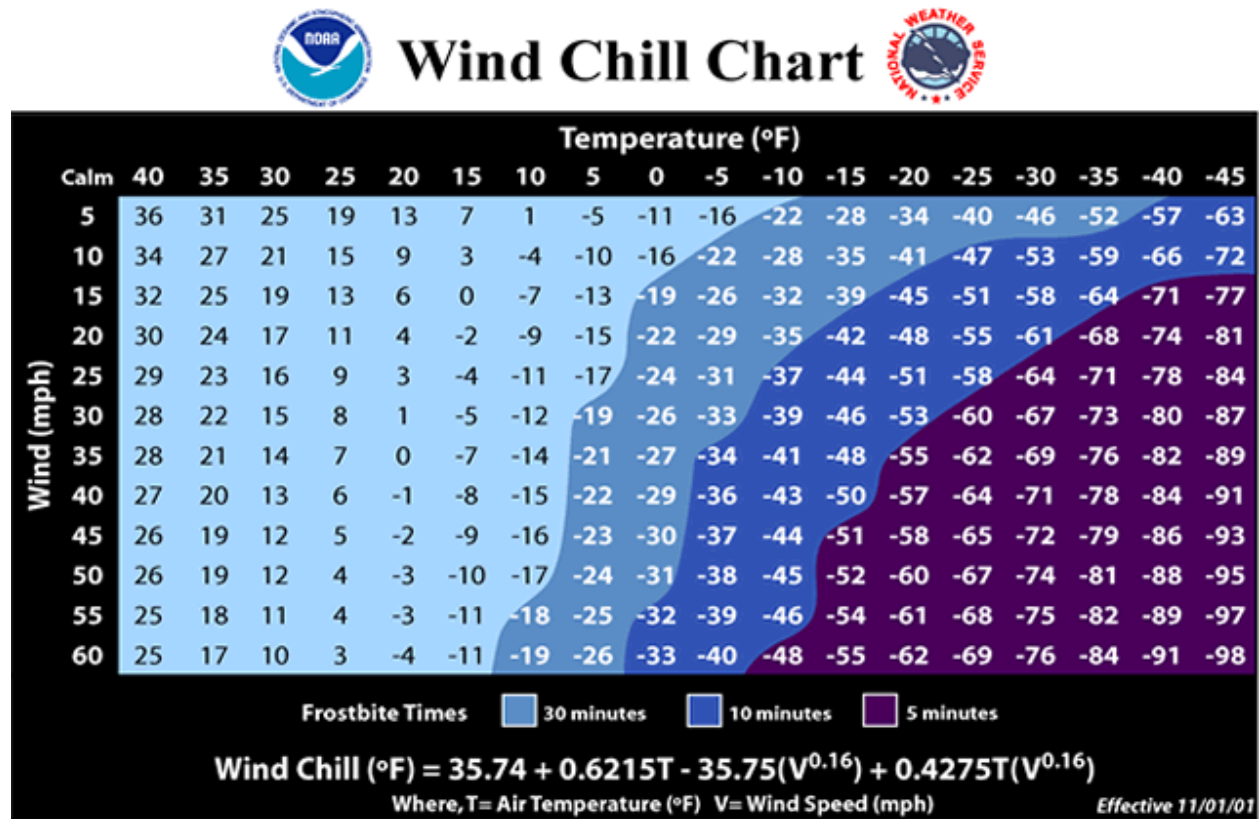 NOAA
NATIONAL OCEANIC AND ATMOSPHERIC ADMINISTRATION
U.S. DEPARTMENT OF COMMERCE
Wind Chill Chart
NATIONAL WEATHER SERVICE
Temperature (ºF)
Calm 40 35 30 25 20 15 10 5 0 -5 -10 -15 -20 -25 -30 -35 -40 -45
Wind (mph)
5 36 31 25 19 13 7 1 -5 -11 -16 -22 -28 -34 -40 -46 -52 -57 -63
10 34 27 21 15 9 3 -4 -10 -16 -22 -28 -35 -41 -47 -53 -59 -66 -72
15 32 25 19 13 6 0 -7 -13 -19 -26 -32 -39 -45 -51 -58 -64 -71 -77
20 30 24 17 11 4 -2 -9 -15 -22 -29 -35 -42 -48 -55 -61 -68 -74 -81
25 29 23 16 9 3 -4 -11 -17 -24 -31 -37 -44 -51 -58 -64 -71 -78 -84
30 28 22 15 8 1 -5 -12 -19 -26 -33 -39 -46 -53 -60 -67 -73 -80 -87
35 28 21 14 7 0 -7 -14 -21 -27 -34 -41 -48 -55 -62 -69 -76 -82 -89
40 27 20 13 6 -1 -8 -15 -22 -29 -36 -43 -50 -57 -64 -71 -78 -84 -91
45 26 19 12 5 -2 -9 -16 -23 -30 -37 -44 -51 -58 -65 -72 -79 -86 -93
50 26 19 12 4 -3 -10 -17 -24 -31 -38 -45 -52 -60 -67 -74 -81 -88 -95
55 25 18 11 4 -3 -11 -18 -25 -32 -39 -46 -54 -61 -68 -75 -82 -89 -97
60 25 17 10 3 -4 -11 -19 -26 -33 -40 -48 -55 -62 -69 -76 -84 -91 -98
Frostbite Times 30 minutes 10 minutes 5 minutes
Wind Chill (ºF) = 35.74 + 0.6215T - 35.75(V^0.16) + 0.4275T(V^0.16)
Where, T= Air Temperature (ºF) V= Wind Speed (mph)
Effective 11/01/01